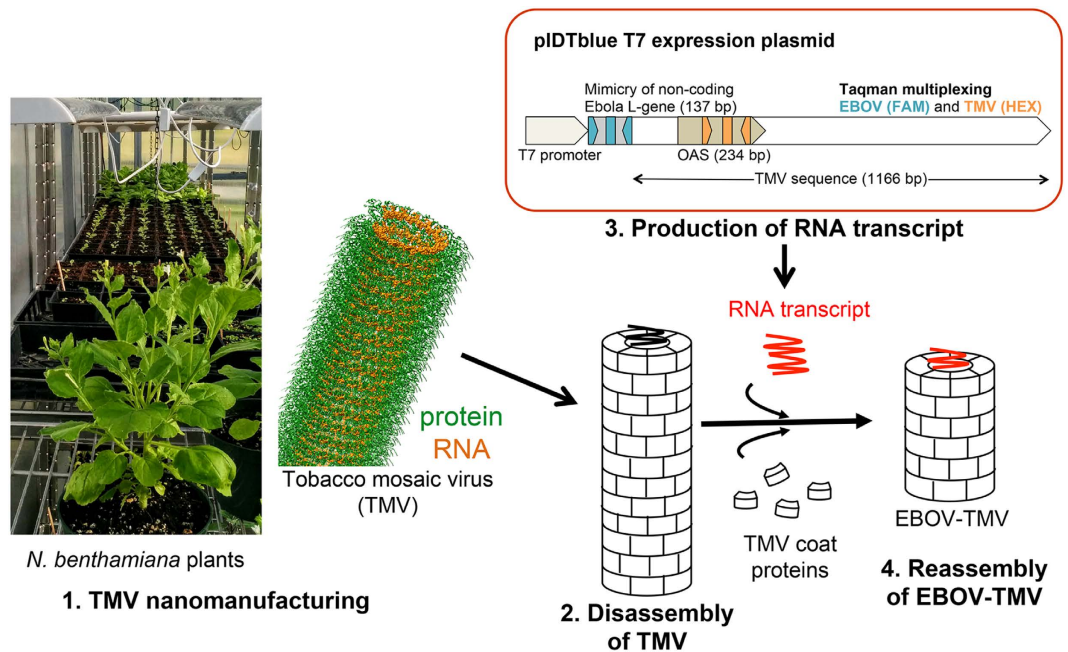 pIDTblue T7 expression plasmid
Mimicry of non-coding
Ebola L-gene (137 bp)
Taqman multiplexing
EBOV (FAM) and TMV (HEX)
T7 promoter
OAS (234 bp)
TMV sequence (1166 bp)
3. Production of RNA transcript
RNA transcript
protein
RNA
Tobacco mosaic virus
(TMV)
N. benthamiana plants
1. TMV nanomanufacturing
2. Disassembly
of TMV
TMV coat
proteins
EBOV-TMV
4. Reassembly
of EBOV-TMV